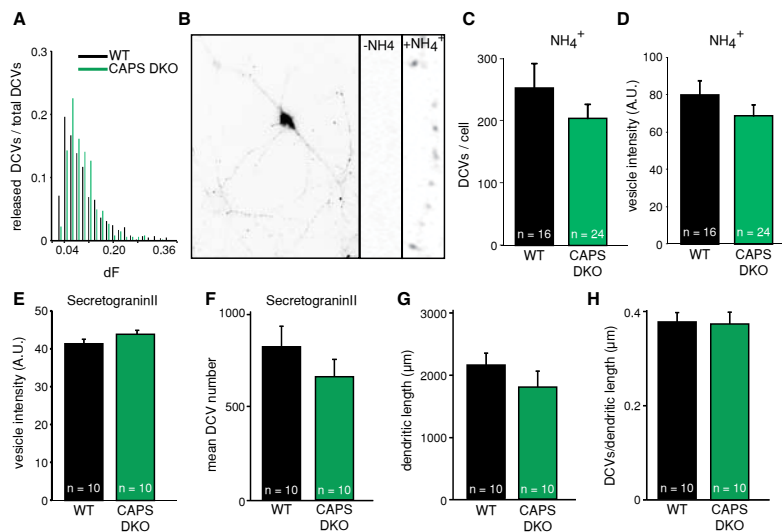 A
0.3
0.2
0.1
0
released DCVs / total DCVs
WT
CAPS DKO
0.04
0.20
0.36
dF
B
-NH4
+NH₄⁺
C
NH₄⁺
300
200
100
0
DCVs / cell
n = 16
n = 24
WT
CAPS
DKO
D
NH₄⁺
100
80
60
40
20
0
vesicle intensity (A.U.)
n = 16
n = 24
WT
CAPS
DKO
E
SecretograninII
50
40
30
20
10
0
vesicle intensity (A.U.)
n = 10
n = 10
WT
CAPS
DKO
F
SecretograninII
1000
500
0
mean DCV number
n = 10
n = 10
WT
CAPS
DKO
G
3000
2000
1000
0
dendritic length (µm)
n = 10
n = 10
WT
CAPS
DKO
H
0.4
0.2
0
DCVs/dendritic length (µm)
n = 10
n = 10
WT
CAPS
DKO